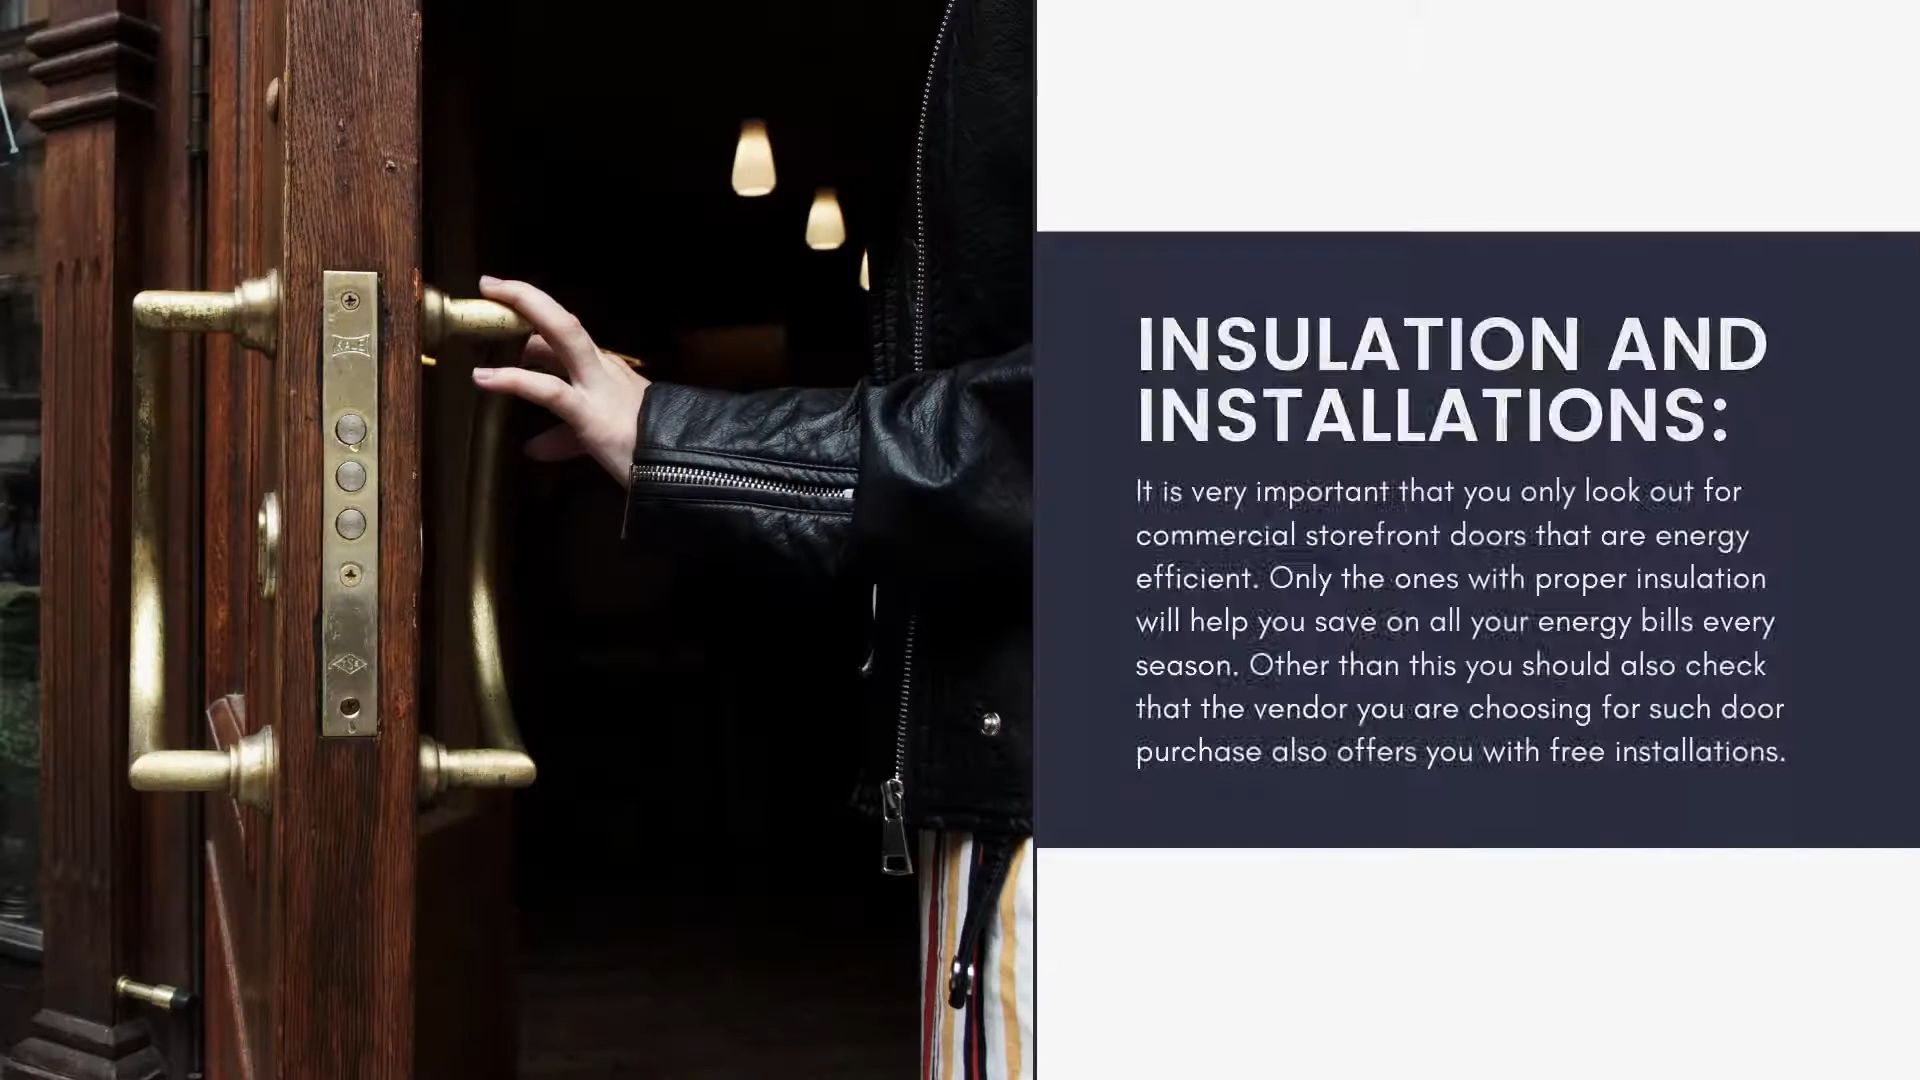 KALE
TSE
INSULATION AND
INSTALLATIONS:
It is very important that you only look out for
commercial storefront doors that are energy
efficient. Only the ones with proper insulation
will help you save on all your energy bills every
season. Other than this you should also check
that the vendor you are choosing for such door
purchase also offers you with free installations.